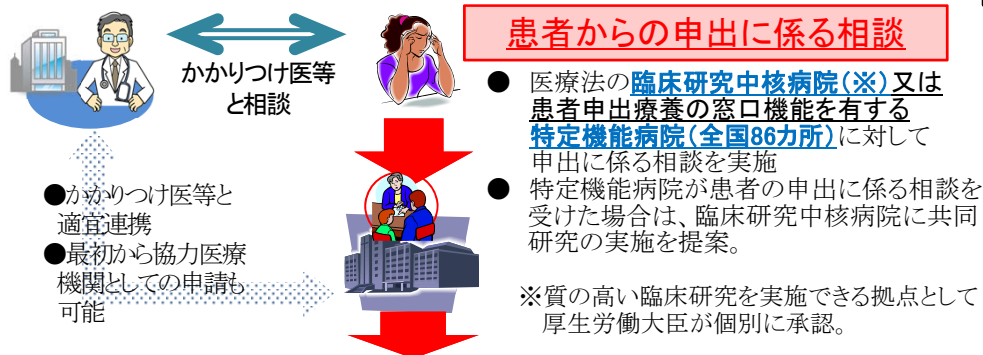 患者からの申出に係る相談
かかりつけ医等
と相談
● 医療法の臨床研究中核病院(※)又は
患者申出療養の窓口機能を有する
特定機能病院(全国86カ所)に対して
申出に係る相談を実施
● 特定機能病院が患者の申出に係る相談を
受けた場合は、臨床研究中核病院に共同
研究の実施を提案。
※質の高い臨床研究を実施できる拠点として
厚生労働大臣が個別に承認。
●かかりつけ医等と
適宜連携
●最初から協力医療
機関としての申請も
可能